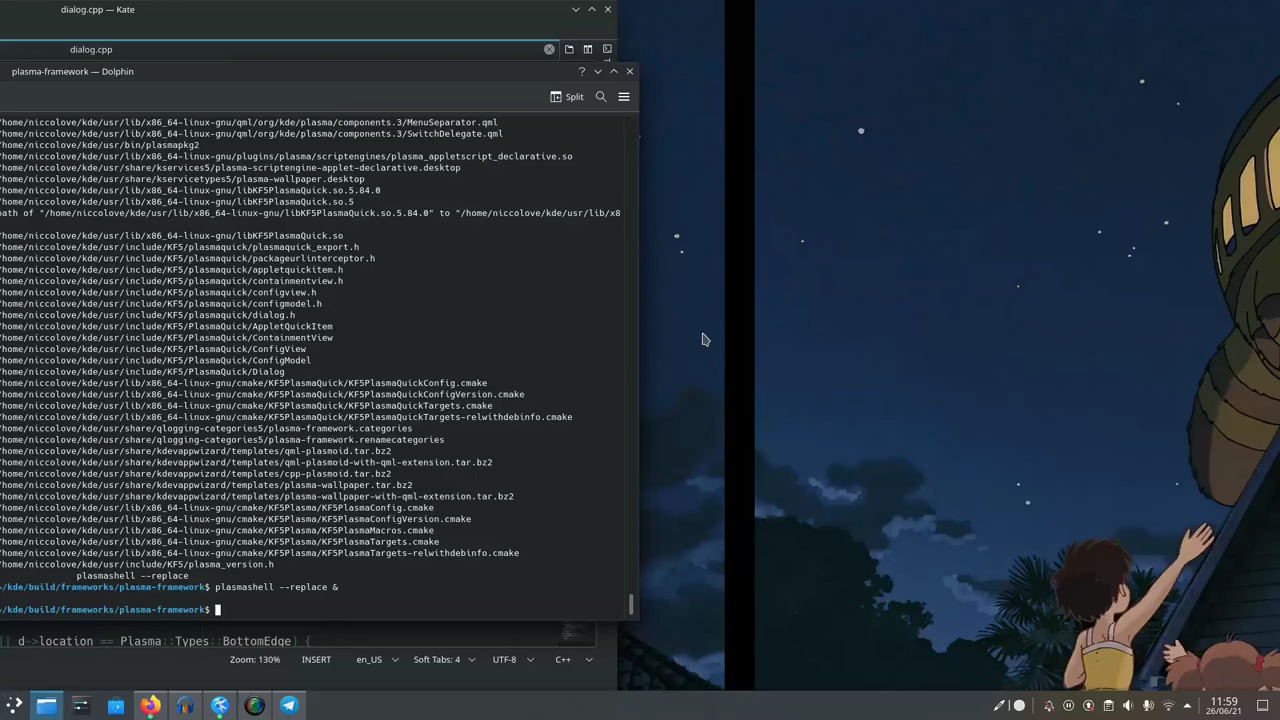 dialog.cpp — Kate
dialog.cpp
plasma-framework — Dolphin
Split
/home/niccolove/kde/usr/lib/x86_64-linux-gnu/qml/org/kde/plasma/components.3/MenuSeparator.qml
/home/niccolove/kde/usr/lib/x86_64-linux-gnu/qml/org/kde/plasma/components.3/SwitchDelegate.qml
/home/niccolove/kde/usr/bin/plasmapkg2
/home/niccolove/kde/usr/lib/x86_64-linux-gnu/plugins/plasma/scriptengines/plasma_appletscript_declarative.so
/home/niccolove/kde/usr/share/kservices5/plasma-scriptengine-applet-declarative.desktop
/home/niccolove/kde/usr/share/kservicetypes5/plasma-wallpaper.desktop
/home/niccolove/kde/usr/lib/x86_64-linux-gnu/libKF5PlasmaQuick.so.5.84.0
/home/niccolove/kde/usr/lib/x86_64-linux-gnu/libKF5PlasmaQuick.so.5
path of "/home/niccolove/kde/usr/lib/x86_64-linux-gnu/libKF5PlasmaQuick.so.5.84.0" to "/home/niccolove/kde/usr/lib/x8
/home/niccolove/kde/usr/lib/x86_64-linux-gnu/libKF5PlasmaQuick.so
/home/niccolove/kde/usr/include/KF5/plasmaquick/plasmaquick_export.h
/home/niccolove/kde/usr/include/KF5/plasmaquick/packageurlinterceptor.h
/home/niccolove/kde/usr/include/KF5/plasmaquick/appletquickitem.h
/home/niccolove/kde/usr/include/KF5/plasmaquick/containmentview.h
/home/niccolove/kde/usr/include/KF5/plasmaquick/configview.h
/home/niccolove/kde/usr/include/KF5/plasmaquick/configmodel.h
/home/niccolove/kde/usr/include/KF5/plasmaquick/dialog.h
/home/niccolove/kde/usr/include/KF5/PlasmaQuick/AppletQuickItem
/home/niccolove/kde/usr/include/KF5/PlasmaQuick/ContainmentView
/home/niccolove/kde/usr/include/KF5/PlasmaQuick/ConfigView
/home/niccolove/kde/usr/include/KF5/PlasmaQuick/ConfigModel
/home/niccolove/kde/usr/include/KF5/PlasmaQuick/Dialog
/home/niccolove/kde/usr/lib/x86_64-linux-gnu/cmake/KF5PlasmaQuick/KF5PlasmaQuickConfig.cmake
/home/niccolove/kde/usr/lib/x86_64-linux-gnu/cmake/KF5PlasmaQuick/KF5PlasmaQuickConfigVersion.cmake
/home/niccolove/kde/usr/lib/x86_64-linux-gnu/cmake/KF5PlasmaQuick/KF5PlasmaQuickTargets.cmake
/home/niccolove/kde/usr/lib/x86_64-linux-gnu/cmake/KF5PlasmaQuick/KF5PlasmaQuickTargets-relwithdebinfo.cmake
/home/niccolove/kde/usr/share/qlogging-categories5/plasma-framework.categories
/home/niccolove/kde/usr/share/qlogging-categories5/plasma-framework.renamecategories
/home/niccolove/kde/usr/share/kdevappwizard/templates/qml-plasmoid.tar.bz2
/home/niccolove/kde/usr/share/kdevappwizard/templates/qml-plasmoid-with-qml-extension.tar.bz2
/home/niccolove/kde/usr/share/kdevappwizard/templates/cpp-plasmoid.tar.bz2
/home/niccolove/kde/usr/share/kdevappwizard/templates/plasma-wallpaper.tar.bz2
/home/niccolove/kde/usr/share/kdevappwizard/templates/plasma-wallpaper-with-qml-extension.tar.bz2
/home/niccolove/kde/usr/lib/x86_64-linux-gnu/cmake/KF5Plasma/KF5PlasmaConfig.cmake
/home/niccolove/kde/usr/lib/x86_64-linux-gnu/cmake/KF5Plasma/KF5PlasmaConfigVersion.cmake
/home/niccolove/kde/usr/lib/x86_64-linux-gnu/cmake/KF5Plasma/KF5PlasmaMacros.cmake
/home/niccolove/kde/usr/lib/x86_64-linux-gnu/cmake/KF5Plasma/KF5PlasmaTargets.cmake
/home/niccolove/kde/usr/lib/x86_64-linux-gnu/cmake/KF5Plasma/KF5PlasmaTargets-relwithdebinfo.cmake
/home/niccolove/kde/usr/include/KF5/plasma_version.h
plasmashell --replace
~/kde/build/frameworks/plasma-framework$ plasmashell --replace &
~/kde/build/frameworks/plasma-framework$
|| d->location == Plasma::Types::BottomEdge) {
Zoom: 130% INSERT en_US Soft Tabs: 4 UTF-8 C++
11:59
26/06/21